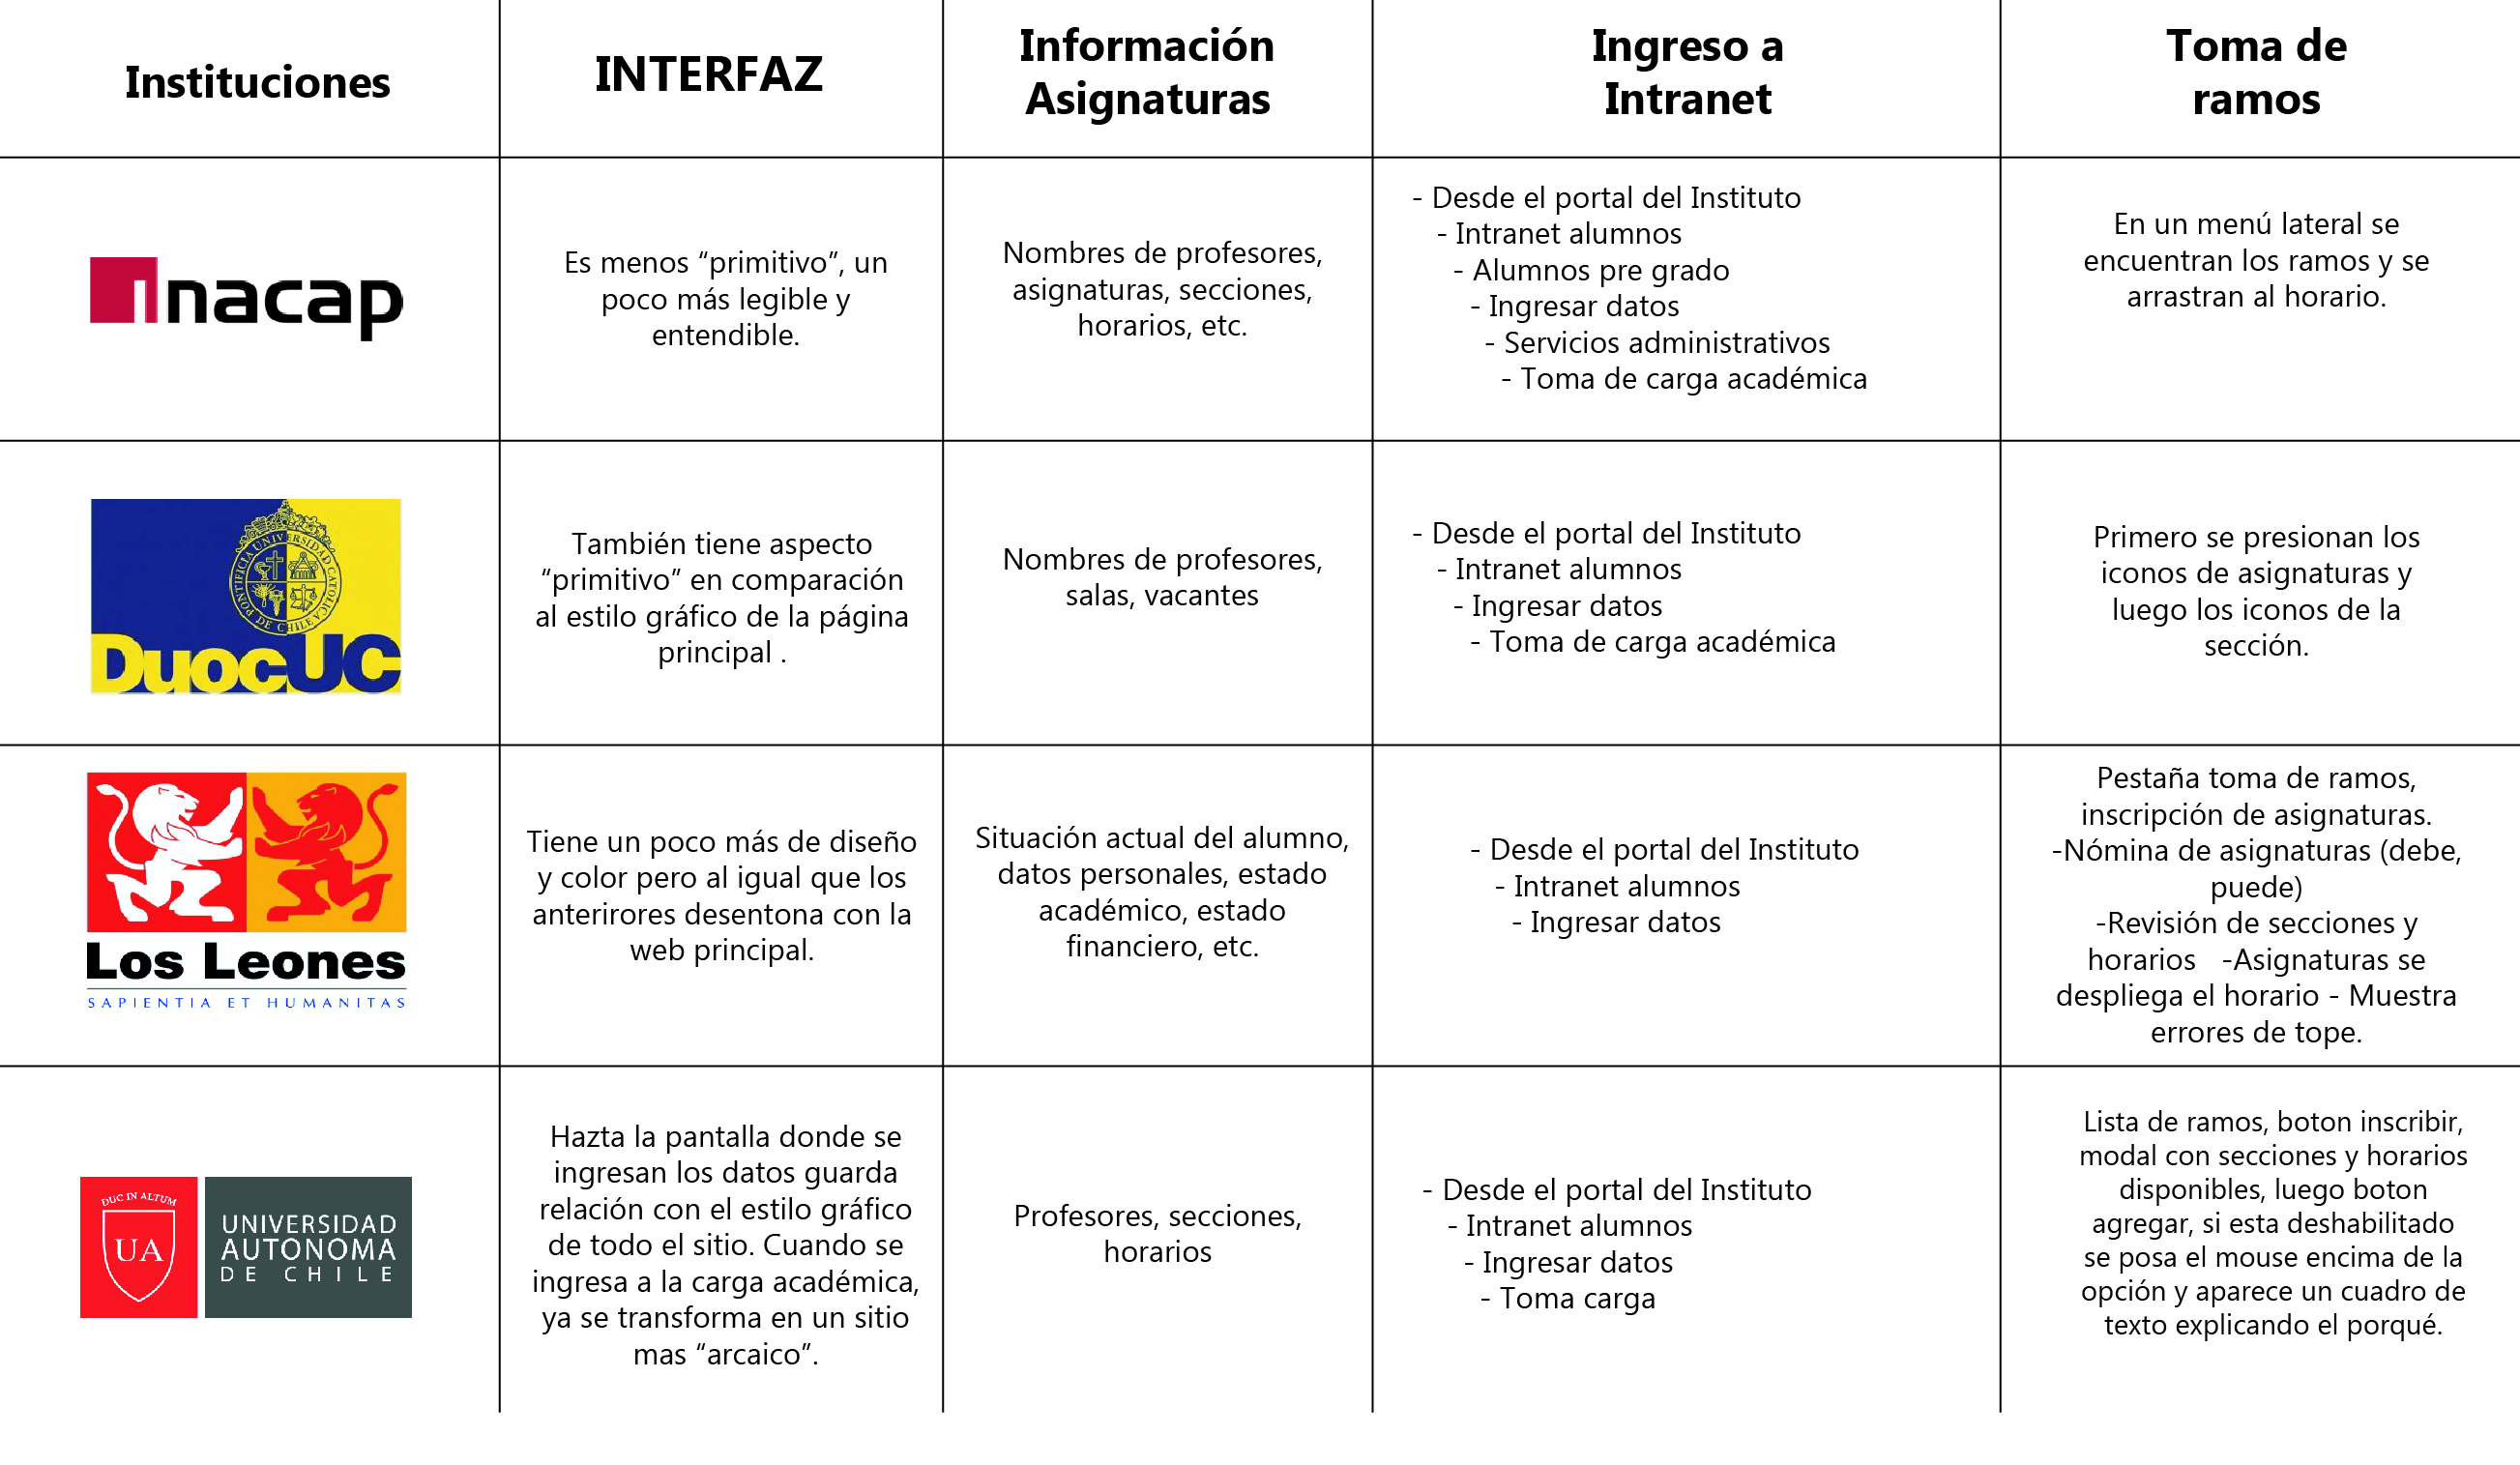 Instituciones
INTERFAZ
Información
Asignaturas
Ingreso a
Intranet
Toma de
ramos
ınacap
Es menos “primitivo”, un
poco más legible y
entendible.
Nombres de profesores,
asignaturas, secciones,
horarios, etc.
- Desde el portal del Instituto
- Intranet alumnos
- Alumnos pre grado
- Ingresar datos
- Servicios administrativos
- Toma de carga académica
En un menú lateral se
encuentran los ramos y se
arrastran al horario.
PONTIFICIA UNIVERSIDAD CATOLICA DE CHILE
DuocUC
También tiene aspecto
“primitivo” en comparación
al estilo gráfico de la página
principal .
Nombres de profesores,
salas, vacantes
- Desde el portal del Instituto
- Intranet alumnos
- Ingresar datos
- Toma de carga académica
Primero se presionan los
iconos de asignaturas y
luego los iconos de la
sección.
Los Leones
SAPIENTIA ET HUMANITAS
Tiene un poco más de diseño
y color pero al igual que los
anterirores desentona con la
web principal.
Situación actual del alumno,
datos personales, estado
académico, estado
financiero, etc.
- Desde el portal del Instituto
- Intranet alumnos
- Ingresar datos
Pestaña toma de ramos,
inscripción de asignaturas.
-Nómina de asignaturas (debe,
puede)
-Revisión de secciones y
horarios   -Asignaturas se
despliega el horario - Muestra
errores de tope.
DUC IN ALTUM
UA
UNIVERSIDAD
AUTONOMA
DE CHILE
Hazta la pantalla donde se
ingresan los datos guarda
relación con el estilo gráfico
de todo el sitio. Cuando se
ingresa a la carga académica,
ya se transforma en un sitio
mas “arcaico”.
Profesores, secciones,
horarios
- Desde el portal del Instituto
- Intranet alumnos
- Ingresar datos
- Toma carga
Lista de ramos, boton inscribir,
modal con secciones y horarios
disponibles, luego boton
agregar, si esta deshabilitado
se posa el mouse encima de la
opción y aparece un cuadro de
texto explicando el porqué.